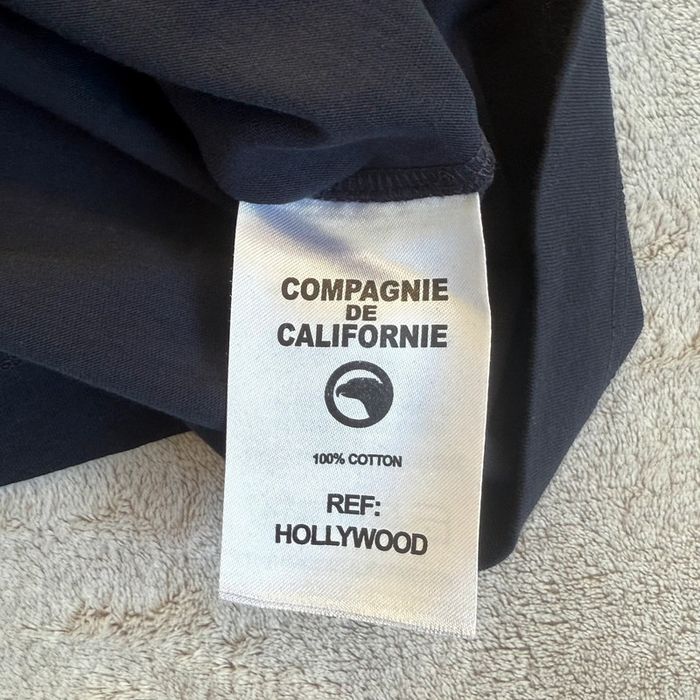 COMPAGNIE
DE
CALIFORNIE
100% COTTON
REF:
HOLLYWOOD